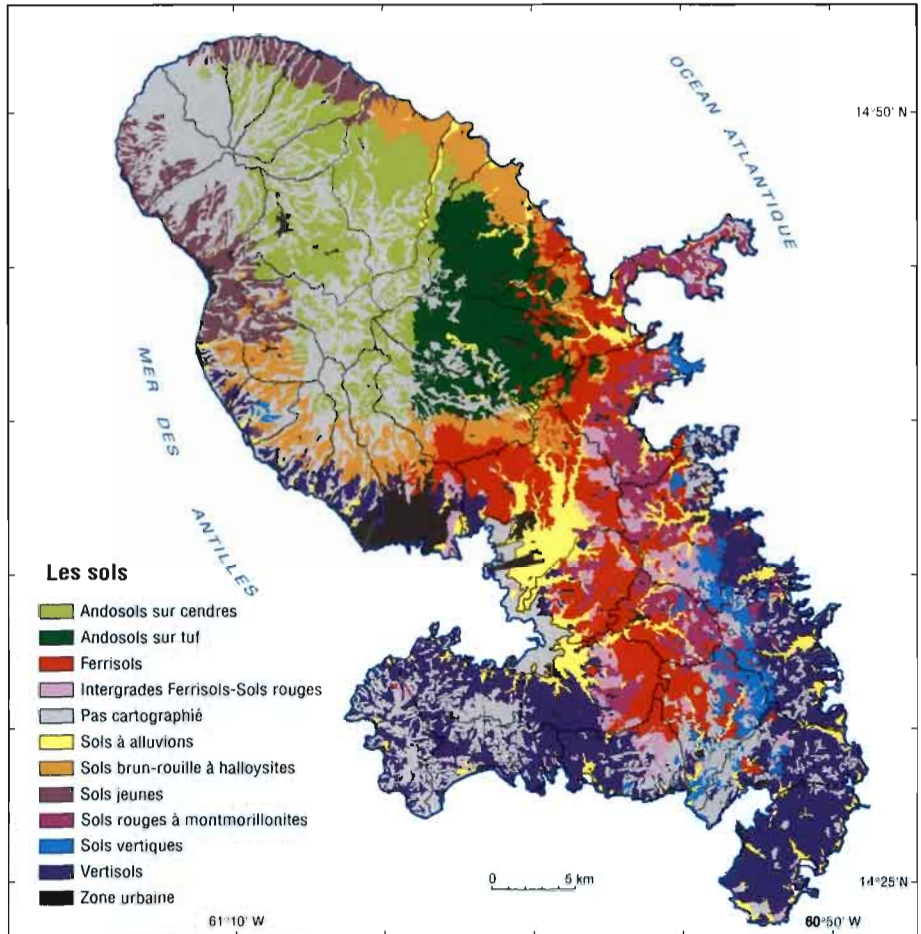 OCEAN ATLANTIQUE
14°50' N
MER DES ANTILLES
Les sols
Andosols sur cendres
Andosols sur tuf
Ferrisols
Intergrades Ferrisols-Sols rouges
Pas cartographié
Sols à alluvions
Sols brun-rouille à halloysites
Sols jeunes
Sols rouges à montmorillonites
Sols vertiques
Vertisols
Zone urbaine
0 5 km
14°25'N
61°10' W
60°50' W